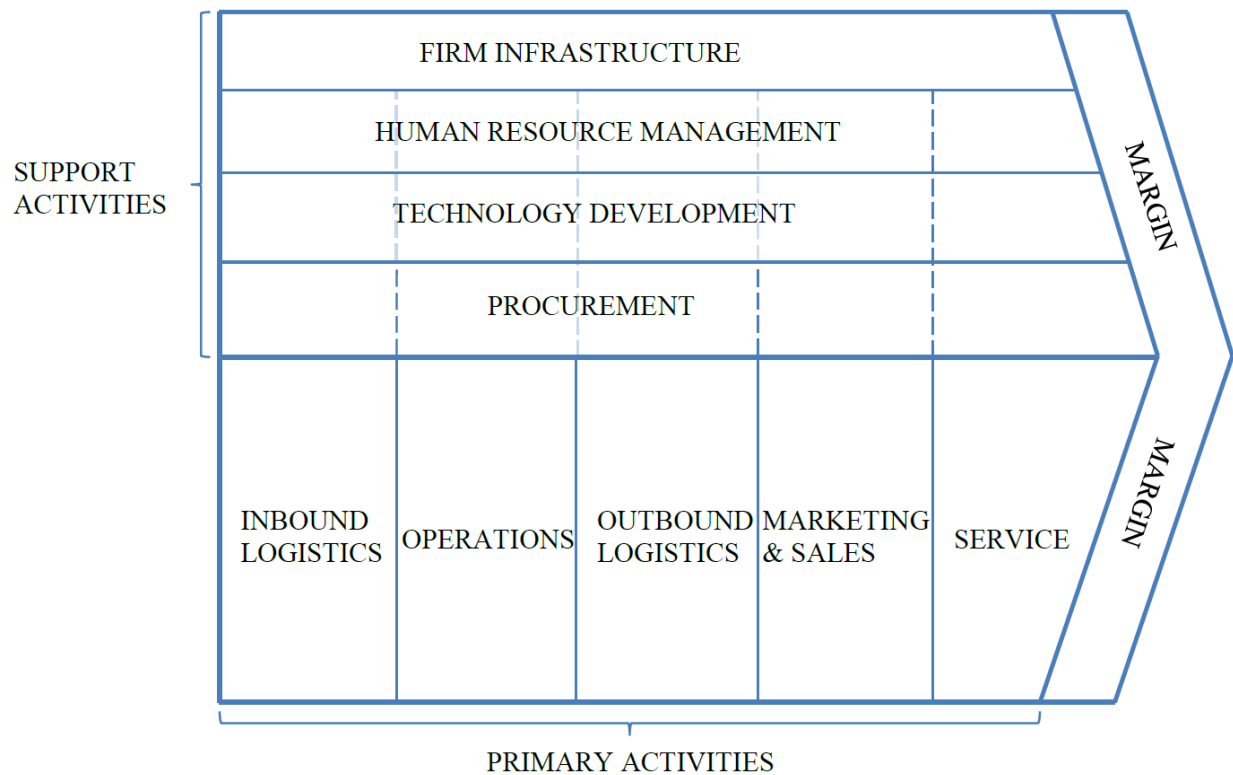 FIRM INFRASTRUCTURE
HUMAN RESOURCE MANAGEMENT
SUPPORT
ACTIVITIES
TECHNOLOGY DEVELOPMENT
PROCUREMENT
MARGIN
INBOUND
LOGISTICS
OPERATIONS
OUTBOUND
LOGISTICS
MARKETING
& SALES
SERVICE
MARGIN
PRIMARY ACTIVITIES